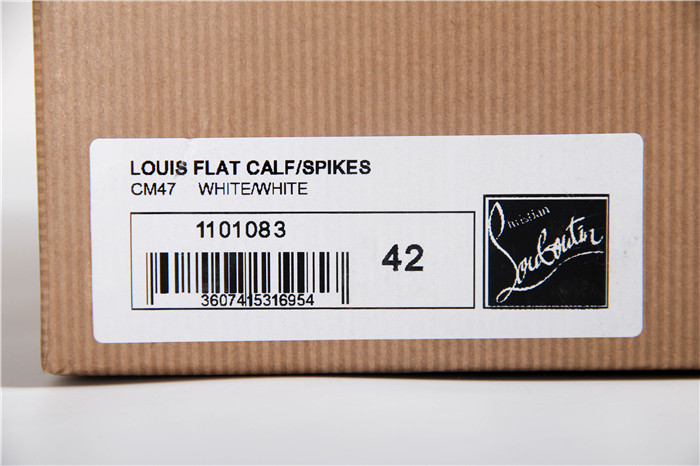 LOUIS FLAT CALF/SPIKES
CM47 WHITE/WHITE
1101083
42
3607415316954
Christian
Louboutin